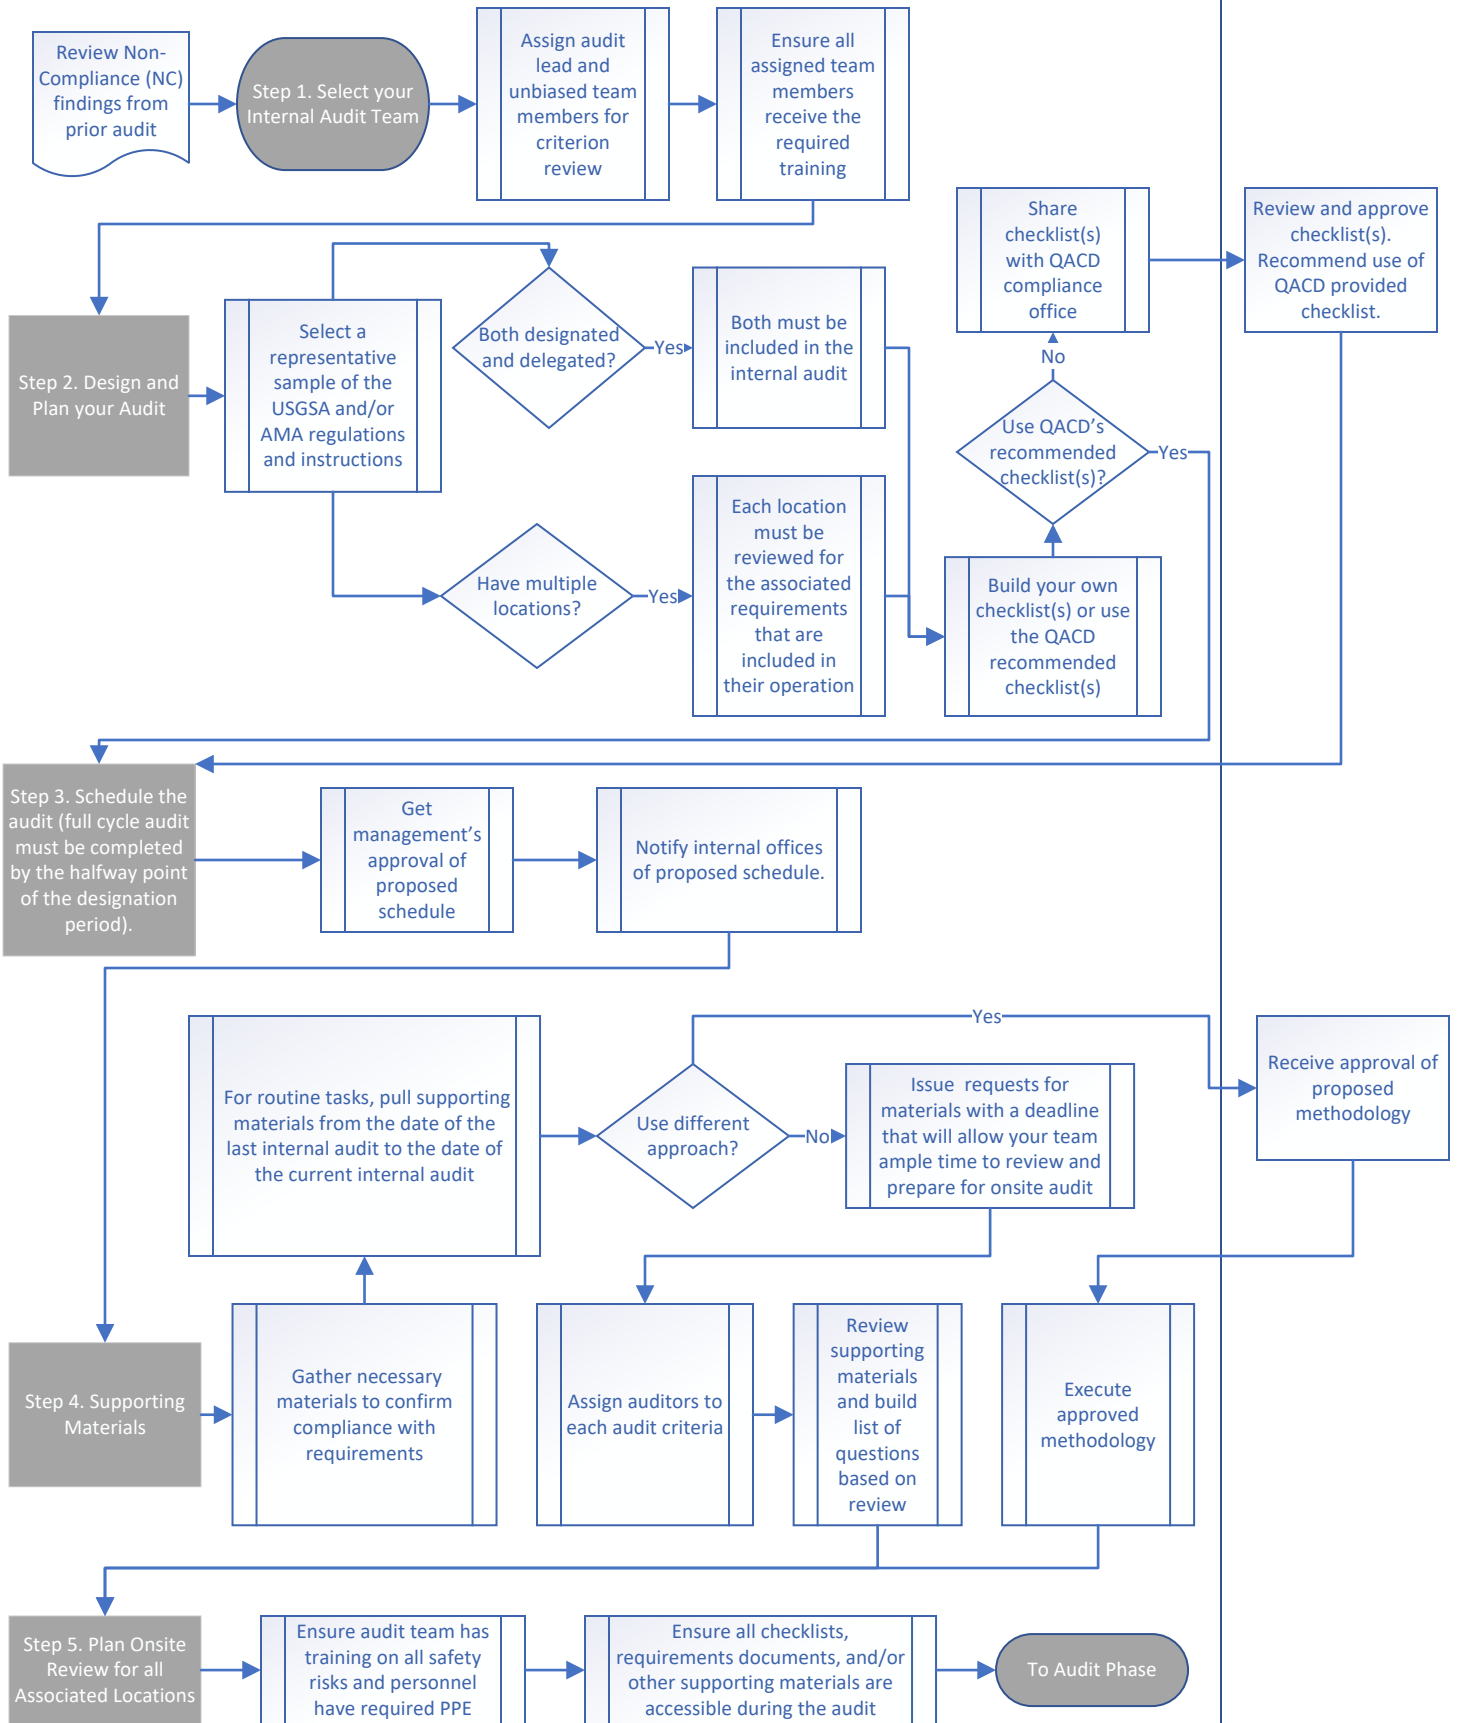 Review Non-
Compliance (NC)
findings from
prior audit
Step 1. Select your
Internal Audit Team
Assign audit
lead and
unbiased team
members for
criterion
review
Ensure all
assigned team
members
receive the
required
training
Share
checklist(s)
with QACD
compliance
office
Review and approve
checklist(s).
Recommend use of
QACD provided
checklist.
Step 2. Design and
Plan your Audit
Select a
representative
sample of the
USGSA and/or
AMA regulations
and instructions
Both designated
and delegated?
Yes
Both must be
included in the
internal audit
No
Use QACD’s
recommended
checklist(s)?
Yes
Have multiple
locations?
Yes
Each location
must be
reviewed for
the associated
requirements
that are
included in
their operation
Build your own
checklist(s) or use
the QACD
recommended
checklist(s)
Step 3. Schedule the
audit (full cycle audit
must be completed
by the halfway point
of the designation
period).
Get
management’s
approval of
proposed
schedule
Notify internal offices
of proposed schedule.
For routine tasks, pull supporting
materials from the date of the
last internal audit to the date of
the current internal audit
Use different
approach?
Yes
No
Issue  requests for
materials with a deadline
that will allow your team
ample time to review and
prepare for onsite audit
Receive approval of
proposed
methodology
Step 4. Supporting
Materials
Gather necessary
materials to confirm
compliance with
requirements
Assign auditors to
each audit criteria
Review
supporting
materials
and build
list of
questions
based on
review
Execute
approved
methodology
Step 5. Plan Onsite
Review for all
Associated Locations
Ensure audit team has
training on all safety
risks and personnel
have required PPE
Ensure all checklists,
requirements documents, and/or
other supporting materials are
accessible during the audit
To Audit Phase